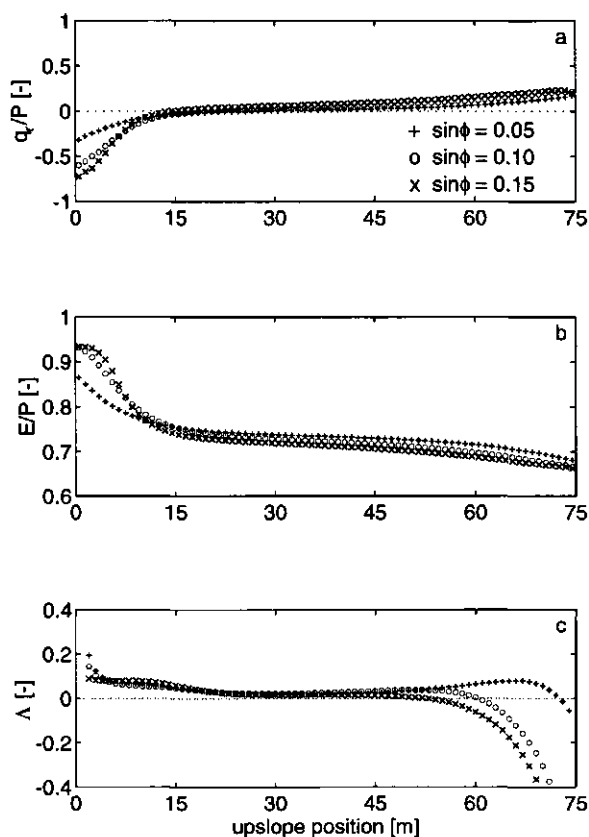 a
1
0.5
0
-0.5
-1
q_t/P [-]
+ sinϕ = 0.05
o sinϕ = 0.10
× sinϕ = 0.15
0 15 30 45 60 75
b
1
0.9
0.8
0.7
0.6
E/P [-]
0 15 30 45 60 75
c
0.4
0.2
0
-0.2
-0.4
Λ [-]
0 15 30 45 60 75
upslope position [m]